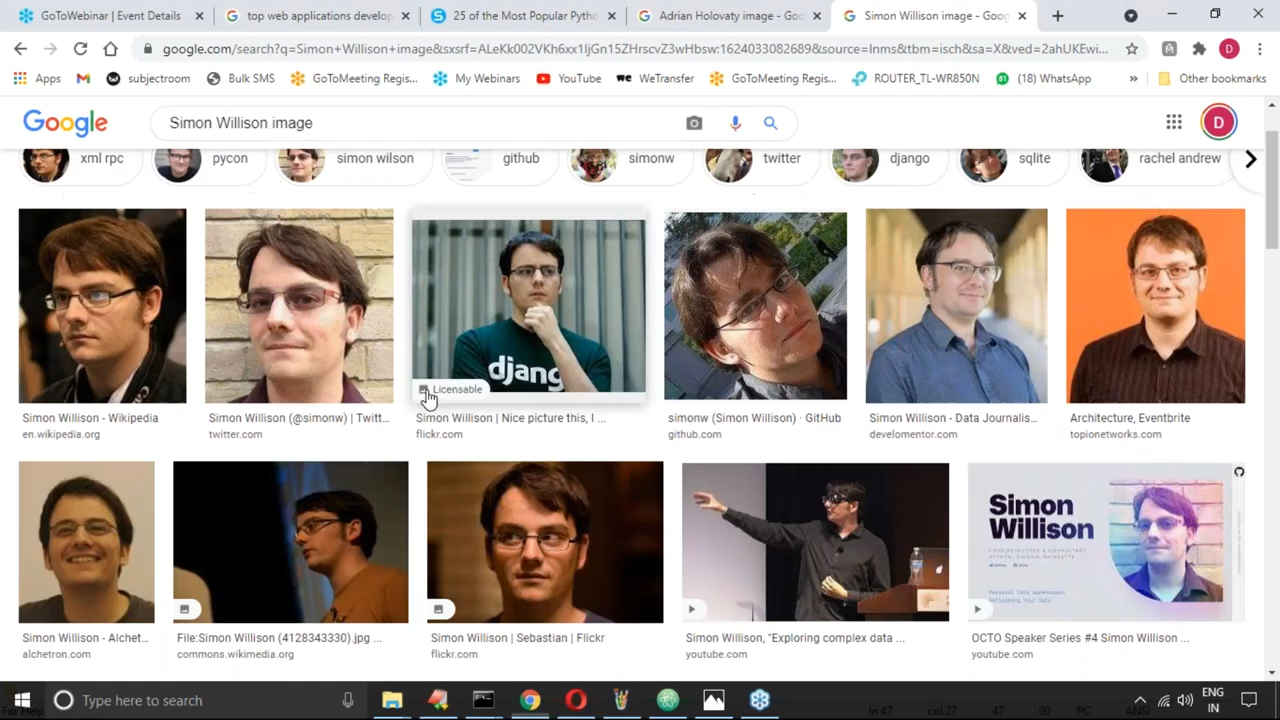 GoToWebinar | Event Details
top web applications develop
25 of the Most Popular Pytho
Adrian Holovaty image - Goo
Simon Willison image - Goog
google.com/search?q=Simon+Willison+image&sxsrf=ALeKk002VKh6xx1ljGn15ZHrscvZ3wHbsw:1624033082689&source=lnms&tbm=isch&sa=X&ved=2ahUKEwi...
Apps
subjectroom
Bulk SMS
GoToMeeting Regis...
My Webinars
YouTube
WeTransfer
GoToMeeting Regis...
ROUTER_TL-WR850N
(18) WhatsApp
»
Other bookmarks
Google
Simon Willison image
D
xml rpc
pycon
simon wilson
github
simonw
twitter
django
sqlite
rachel andrew
djang
Licensable
Simon Willison - Wikipedia
en.wikipedia.org
Simon Willison (@simonw) | Twitt...
twitter.com
Simon Willison | Nice picture this, I ...
flickr.com
simonw (Simon Willison) · GitHub
github.com
Simon Willison - Data Journalis...
develomentor.com
Architecture, Eventbrite
topionetworks.com
Simon
Willison
Simon Willison - Alchet...
alchetron.com
File:Simon Willison (4128343330).jpg ...
commons.wikimedia.org
Simon Willison | Sebastian | Flickr
flickr.com
Simon Willison, "Exploring complex data ...
youtube.com
OCTO Speaker Series #4 Simon Willison ...
youtube.com
Type here to search
ENG
IN